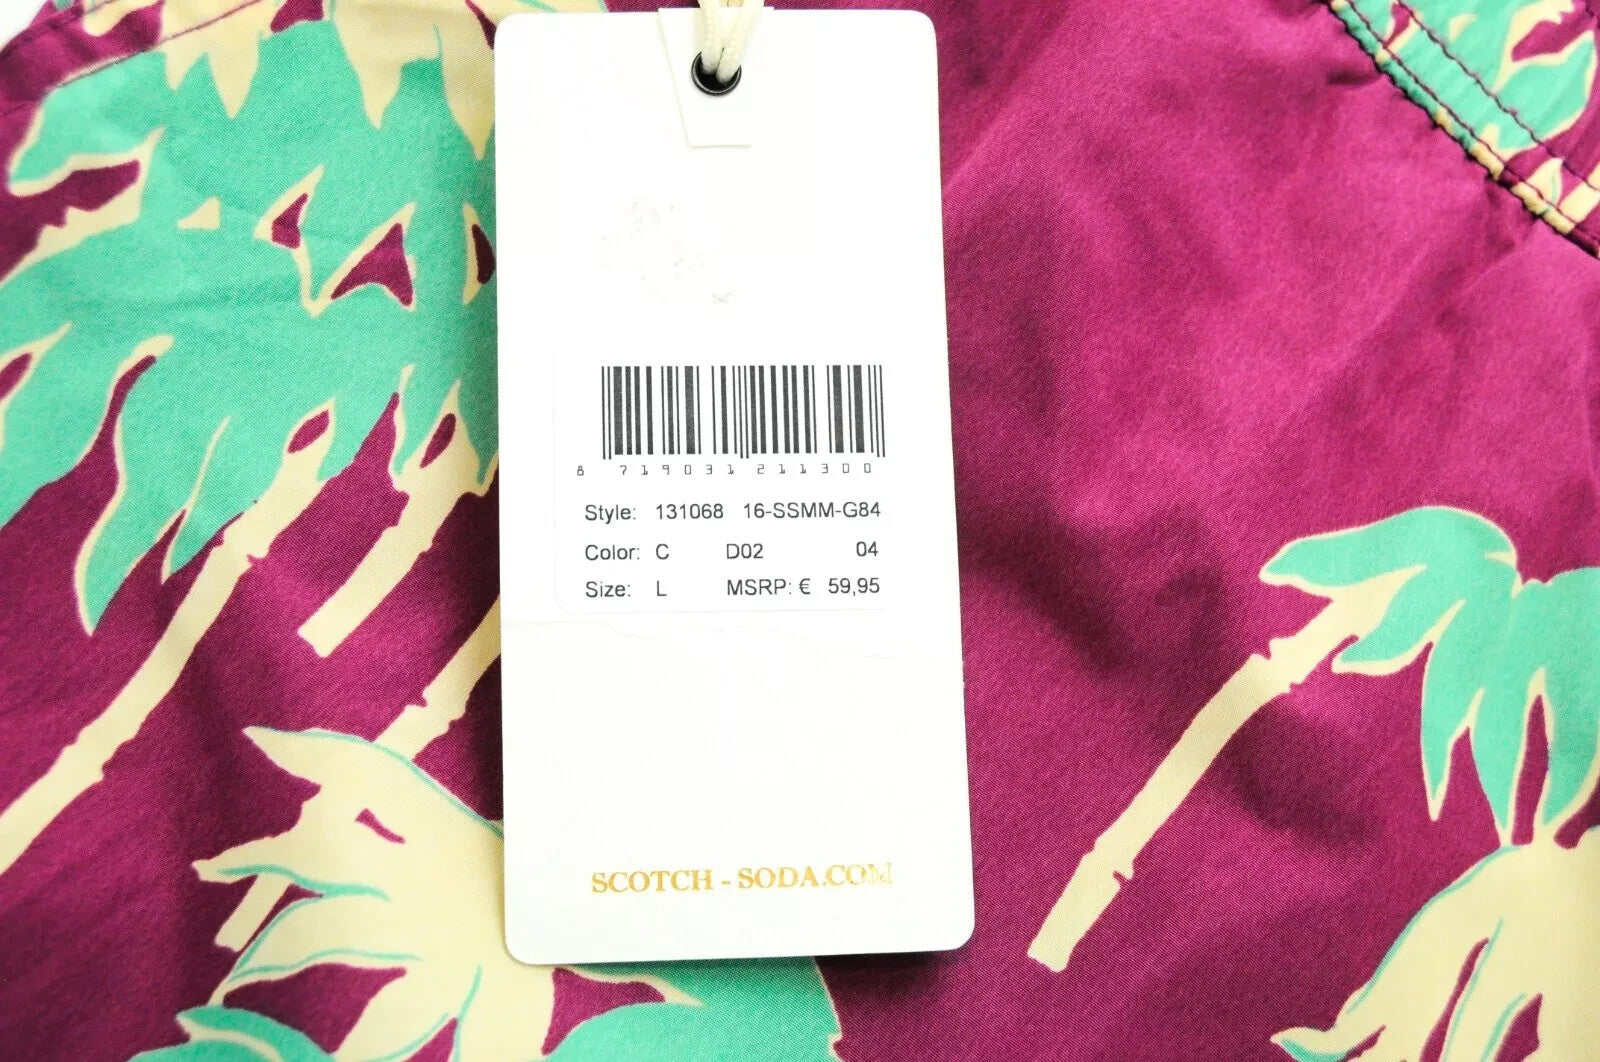 8 719031 211300
Style: 131068 16-SSMM-G84
Color: C D02 04
Size: L MSRP: € 59,95
SCOTCH - SODA.COM